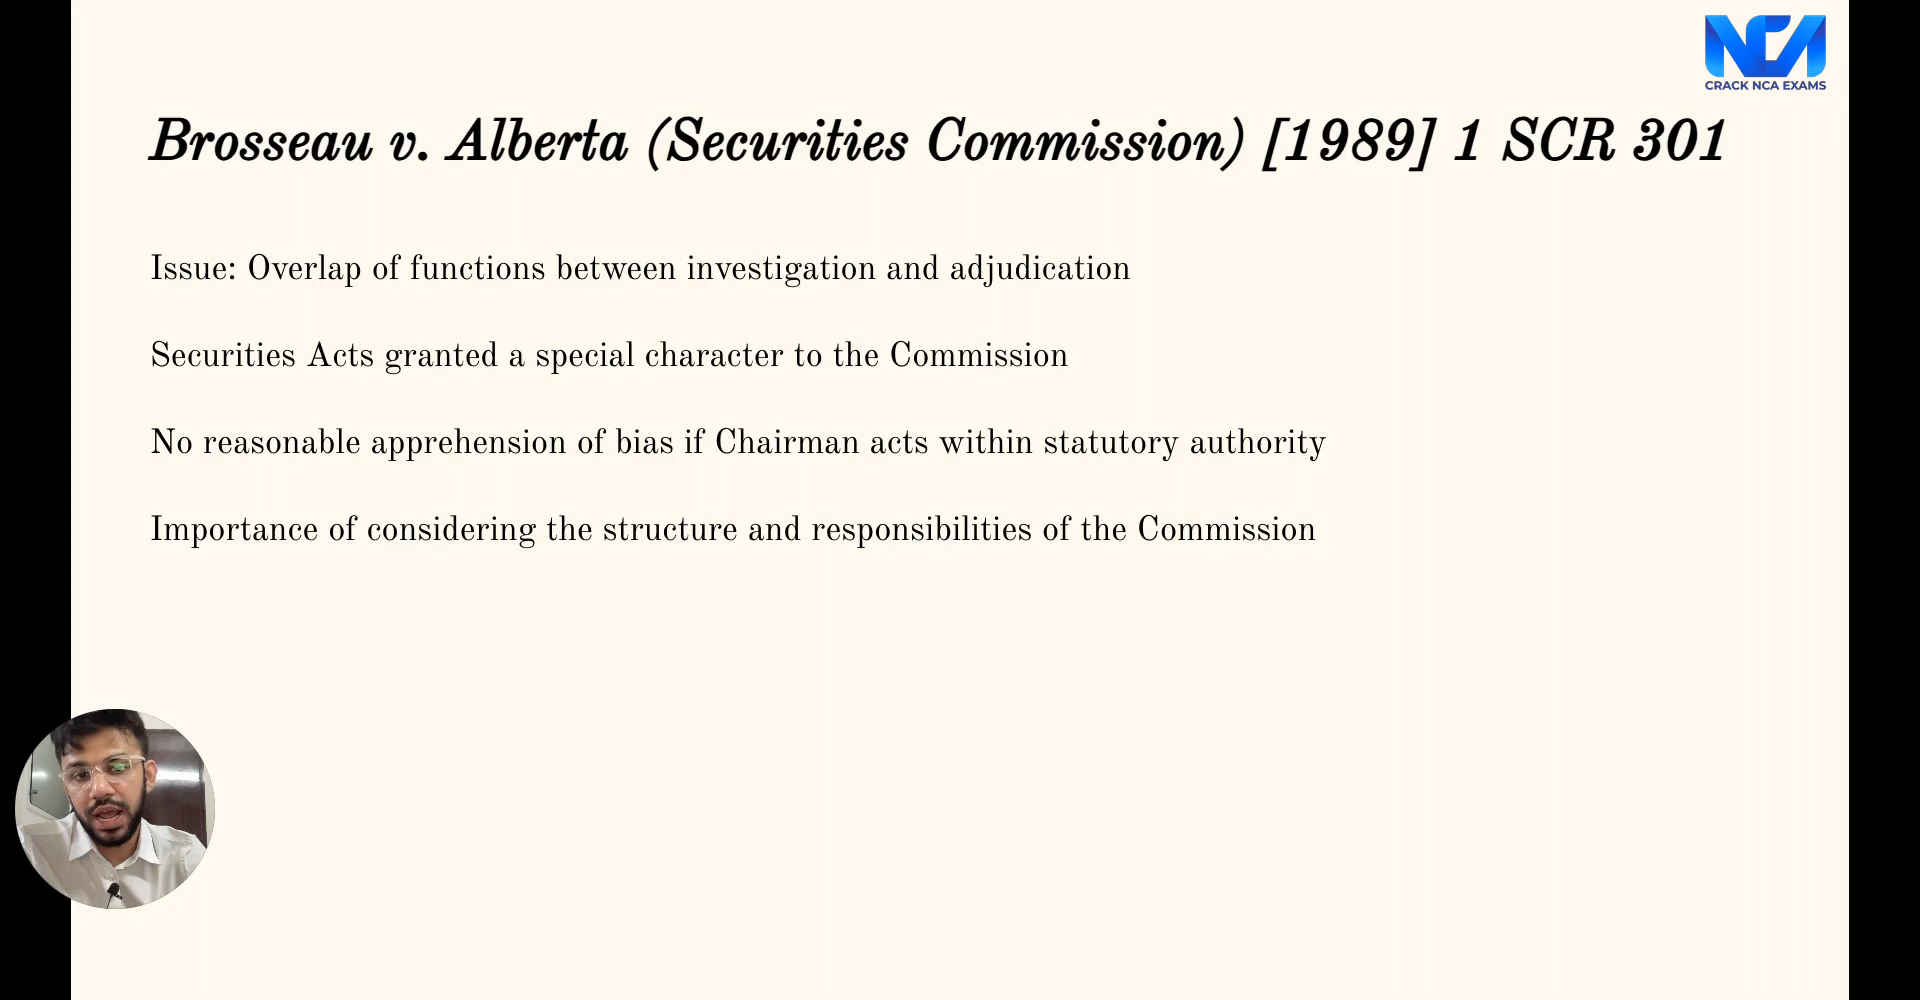 NCA
CRACK NCA EXAMS
Brosseau v. Alberta (Securities Commission) [1989] 1 SCR 301
Issue: Overlap of functions between investigation and adjudication
Securities Acts granted a special character to the Commission
No reasonable apprehension of bias if Chairman acts within statutory authority
Importance of considering the structure and responsibilities of the Commission